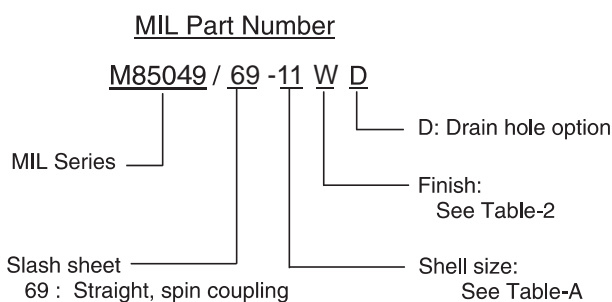 MIL Part Number
M85049 / 69 -11 W D
D: Drain hole option
MIL Series
Finish:
See Table-2
Slash sheet
69 : Straight, spin coupling
Shell size:
See Table-A